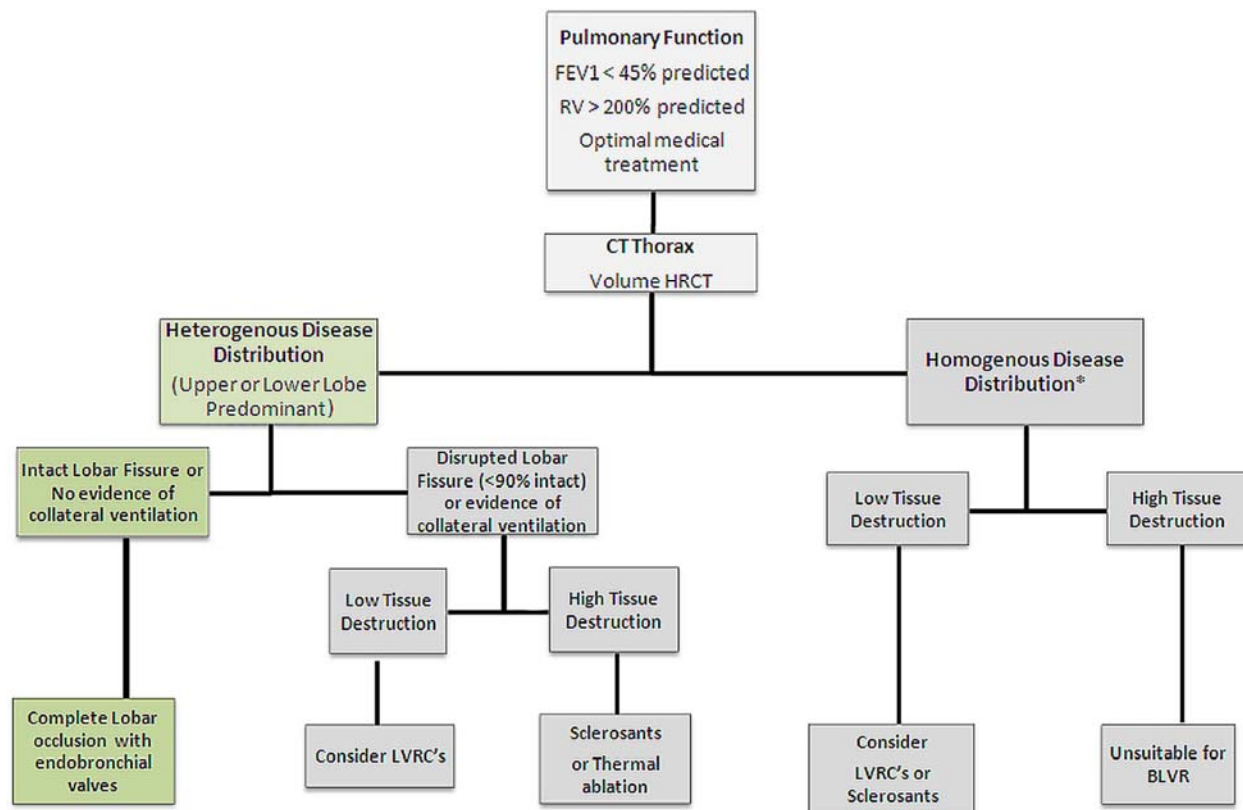 Pulmonary Function
FEV1 < 45% predicted
RV > 200% predicted
Optimal medical
treatment
CT Thorax
Volume HRCT
Heterogenous Disease
Distribution
(Upper or Lower Lobe
Predominant)
Homogenous Disease
Distribution*
Intact Lobar Fissure or
No evidence of
collateral ventilation
Disrupted Lobar
Fissure (<90% intact)
or evidence of
collateral ventilation
Low Tissue
Destruction
High Tissue
Destruction
Low Tissue
Destruction
High Tissue
Destruction
Complete Lobar
occlusion with
endobronchial
valves
Consider LVRC's
Sclerosants
or Thermal
ablation
Consider
LVRC's or
Sclerosants
Unsuitable for
BLVR